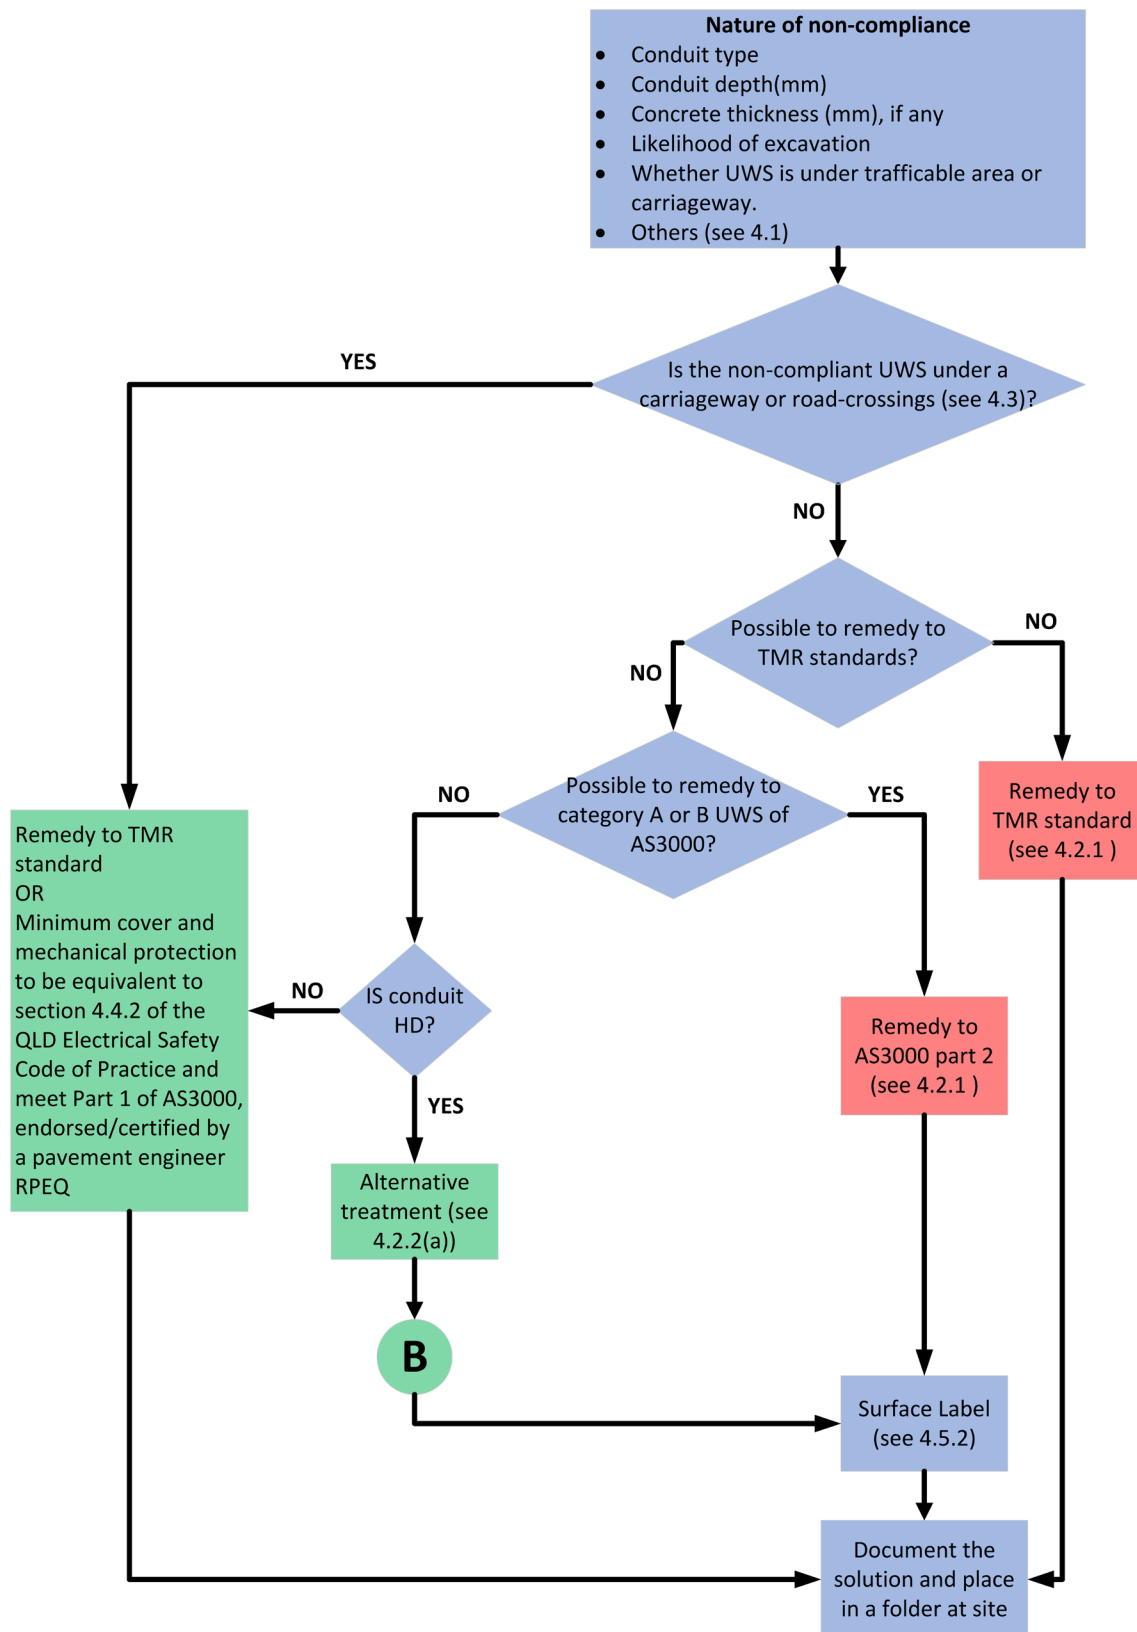 Nature of non-compliance
• Conduit type
• Conduit depth(mm)
• Concrete thickness (mm), if any
• Likelihood of excavation
• Whether UWS is under trafficable area or
carriageway.
• Others (see 4.1)
YES
Is the non-compliant UWS under a
carriageway or road-crossings (see 4.3)?
NO
Possible to remedy to
TMR standards?
NO
NO
Possible to remedy to
category A or B UWS of
AS3000?
NO
YES
Remedy to
TMR standard
(see 4.2.1 )
Remedy to TMR
standard
OR
Minimum cover and
mechanical protection
to be equivalent to
section 4.4.2 of the
QLD Electrical Safety
Code of Practice and
meet Part 1 of AS3000,
endorsed/certified by
a pavement engineer
RPEQ
NO
IS conduit
HD?
YES
Remedy to
AS3000 part 2
(see 4.2.1 )
Alternative
treatment (see
4.2.2(a))
B
Surface Label
(see 4.5.2)
Document the
solution and place
in a folder at site